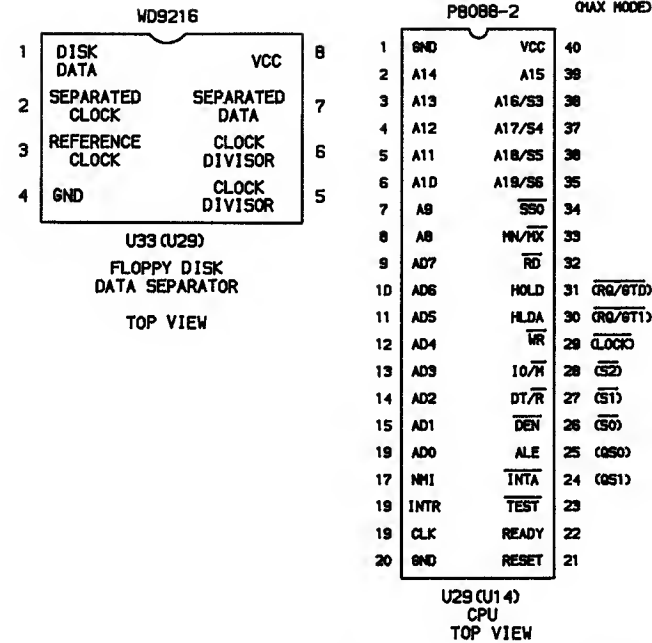 WD9216
1 DISK DATA VCC 8
2 SEPARATED CLOCK SEPARATED DATA 7
3 REFERENCE CLOCK CLOCK DIVISOR 6
4 GND CLOCK DIVISOR 5
U33(U29)
FLOPPY DISK
DATA SEPARATOR
TOP VIEW
P8088-2 (MAX MODE)
1 GND VCC 40
2 A14 A15 39
3 A13 A16/S3 38
4 A12 A17/S4 37
5 A11 A18/S5 36
6 A10 A19/S6 35
7 A9 SSO 34
8 A8 MN/MX 33
9 AD7 RD 32
10 AD6 HOLD 31 (RQ/GT0)
11 AD5 HLDA 30 (RQ/GT1)
12 AD4 WR 29 (LOCK)
13 AD3 IO/M 28 (S2)
14 AD2 DT/R 27 (S1)
15 AD1 DEN 26 (S0)
19 AD0 ALE 25 (QS0)
17 NMI INTA 24 (QS1)
19 INTR TEST 23
19 CLK READY 22
20 GND RESET 21
U29(U14)
CPU
TOP VIEW